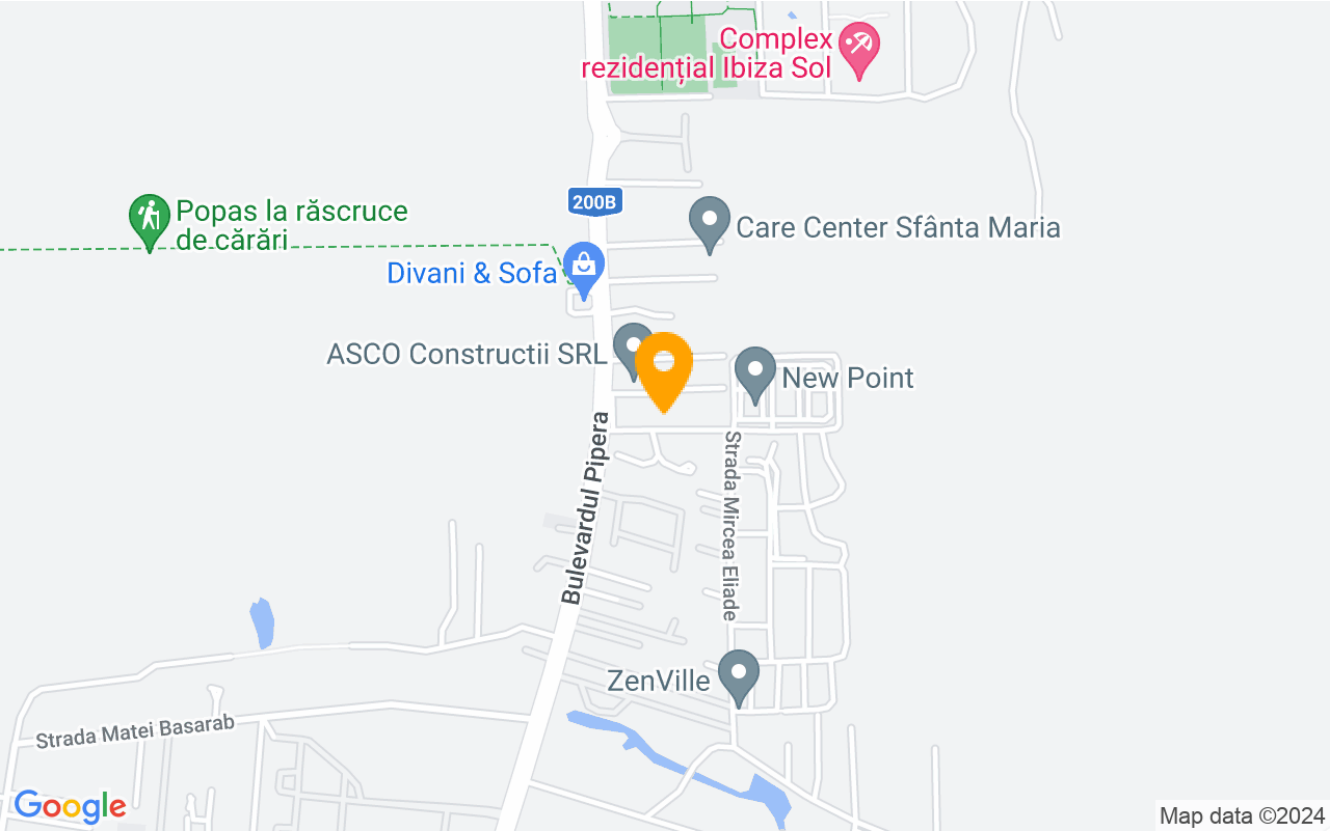 Complex
rezidențial Ibiza Sol
200B
Popas la răscruce
de cărări
Care Center Sfânta Maria
Divani & Sofa
ASCO Constructii SRL
New Point
Bulevardul Pipera
Strada Mircea Eliade
ZenVille
Strada Matei Basarab
Google
Map data ©2024